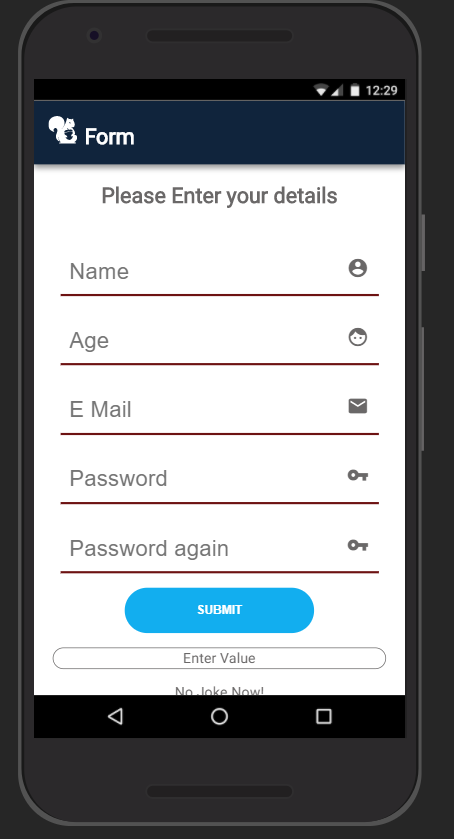 12:29
Form
Please Enter your details
Name
Age
E Mail
Password
Password again
SUBMIT
Enter Value
No Joke Now!